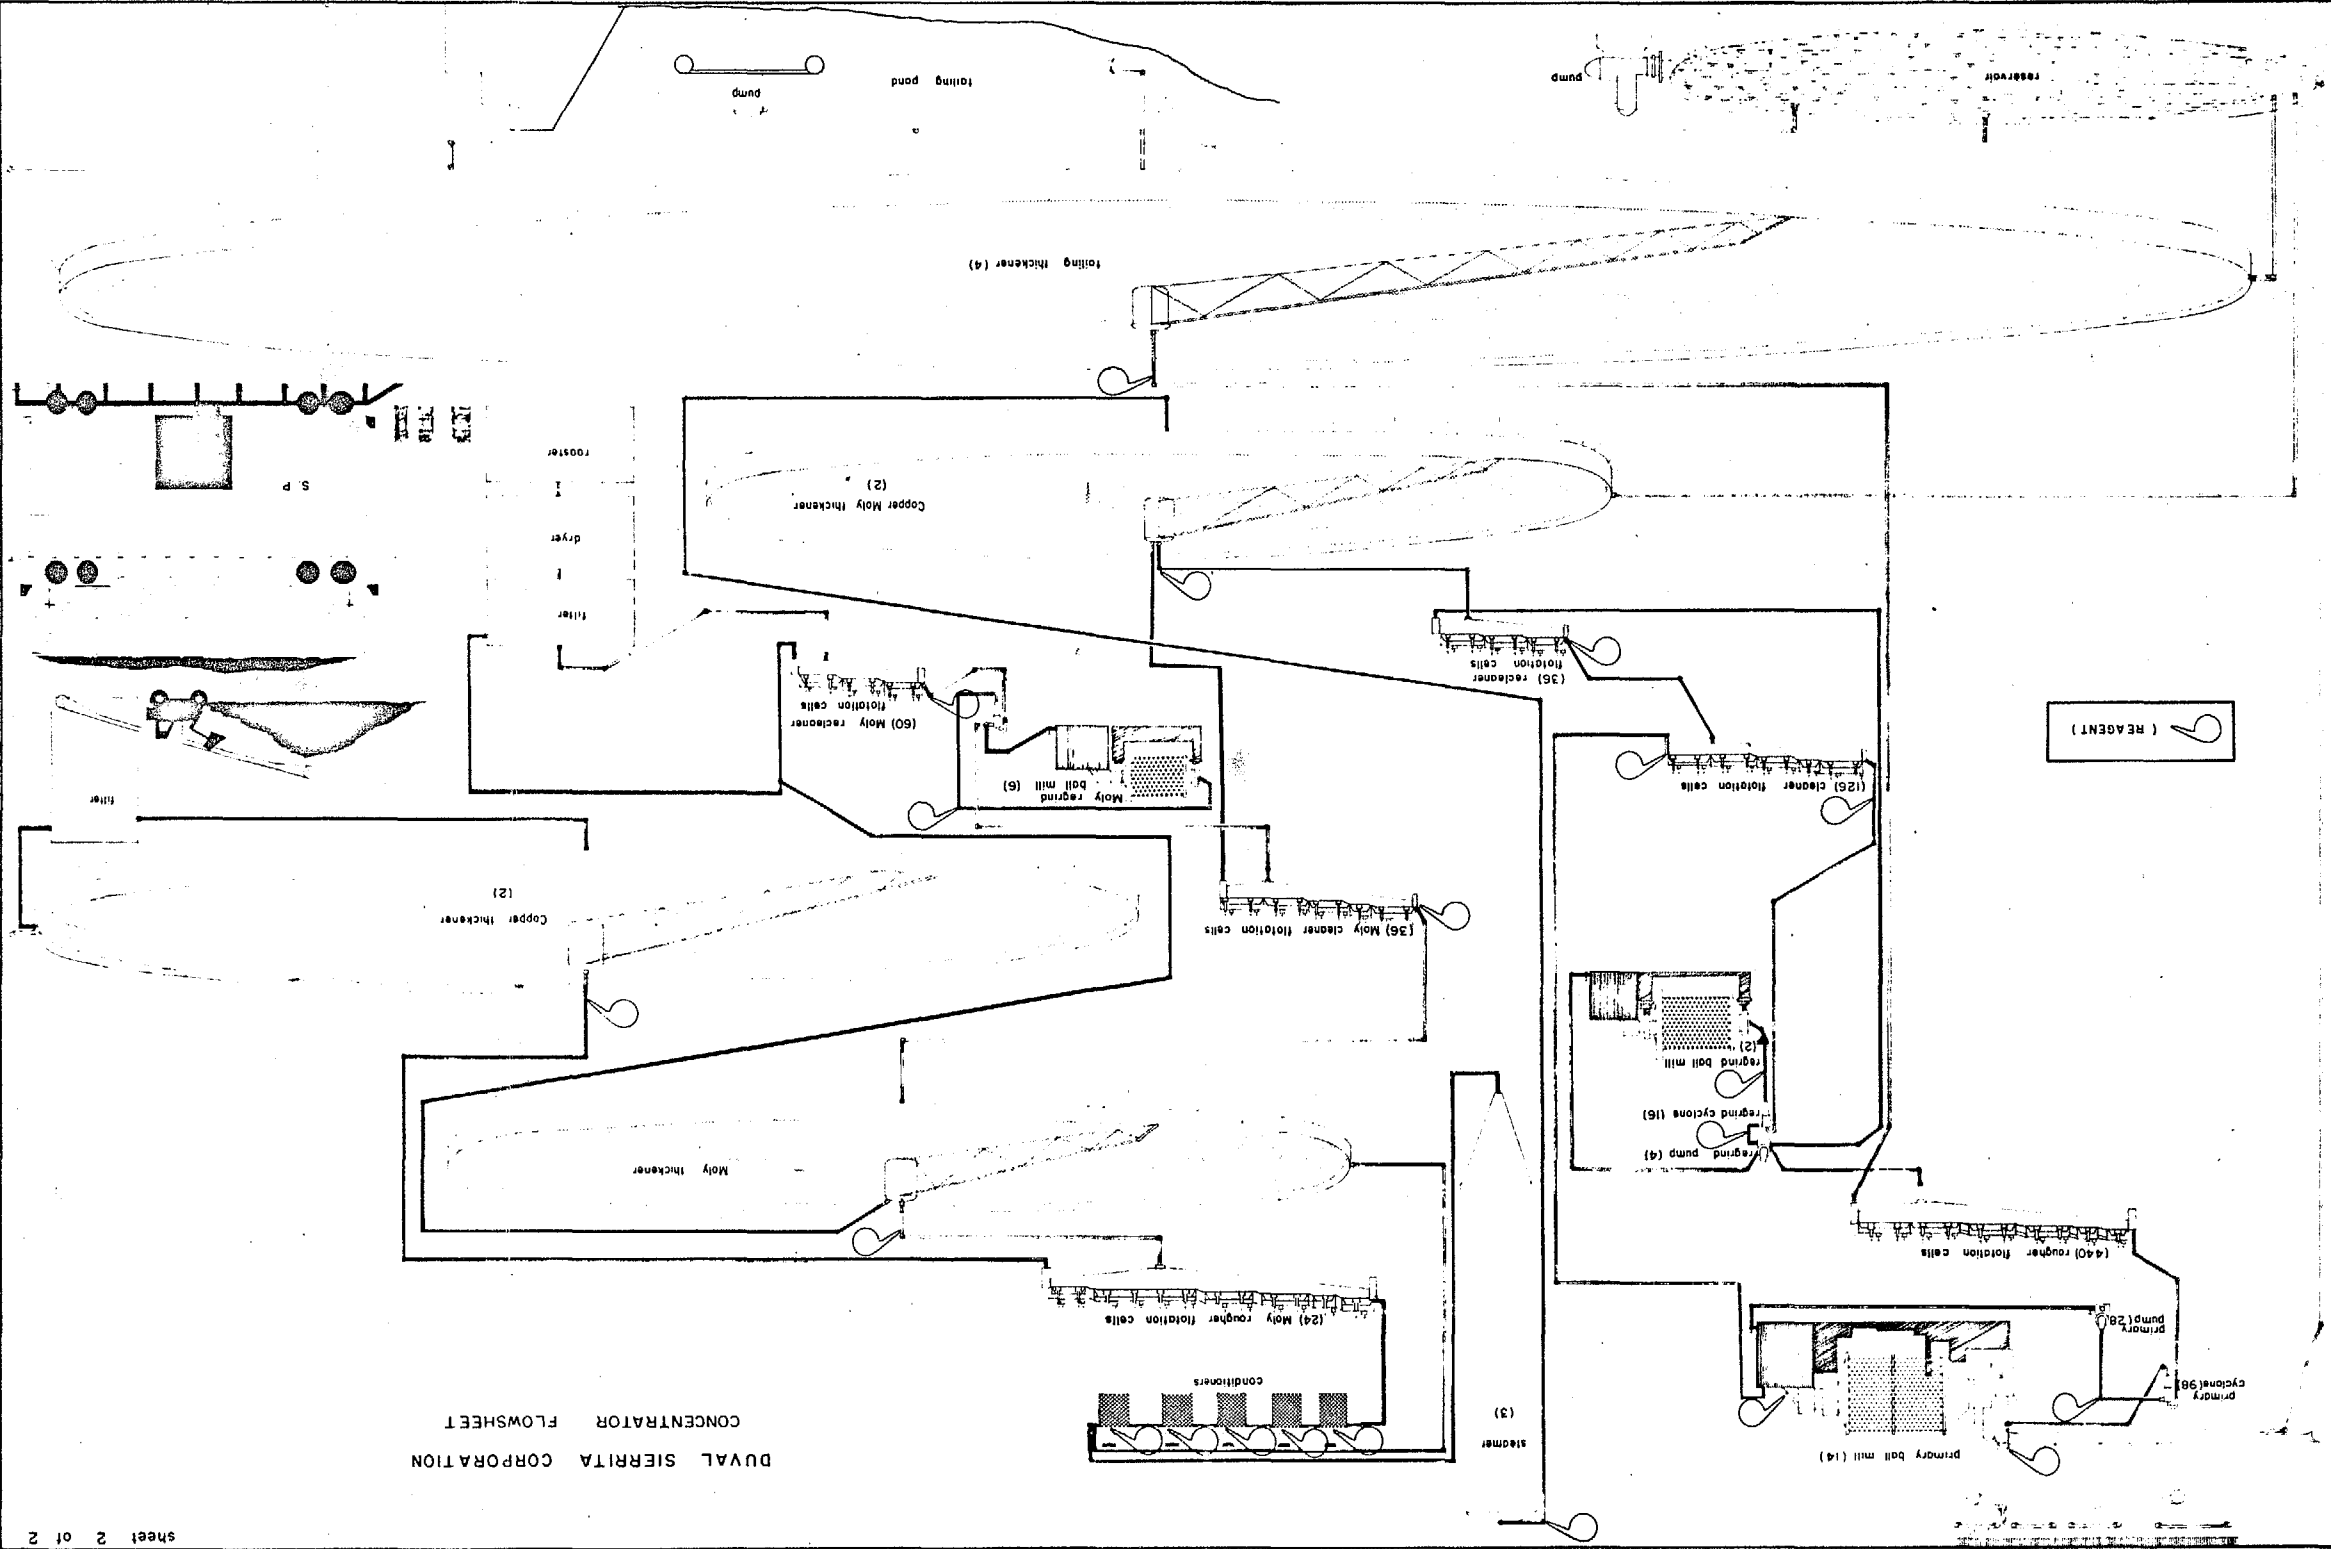 sheet 2 of 2
DUVAL SIERRITA CORPORATION
CONCENTRATOR FLOWSHEET
primary ball mill (14)
primary
cyclone(98)
primary
pump(28)
(440) rougher flotation cells
regrind pump (4)
regrind cyclone (16)
regrind ball mill
(2)
(126) cleaner flotation cells
(36) recleaner
flotation cells
( REAGENT )
steamer
(3)
conditioners
(24) Moly rougher flotation cells
Moly thickener
(36) Moly cleaner flotation cells
Moly regrind
ball mill (6)
(60) Moly recleaner
flotation cells
Copper thickener
(2)
filter
filter
dryer
rooster
S. P
Copper Moly thickener
(2)
tailing thickener (4)
tailing pond
pump
pump
reservoir